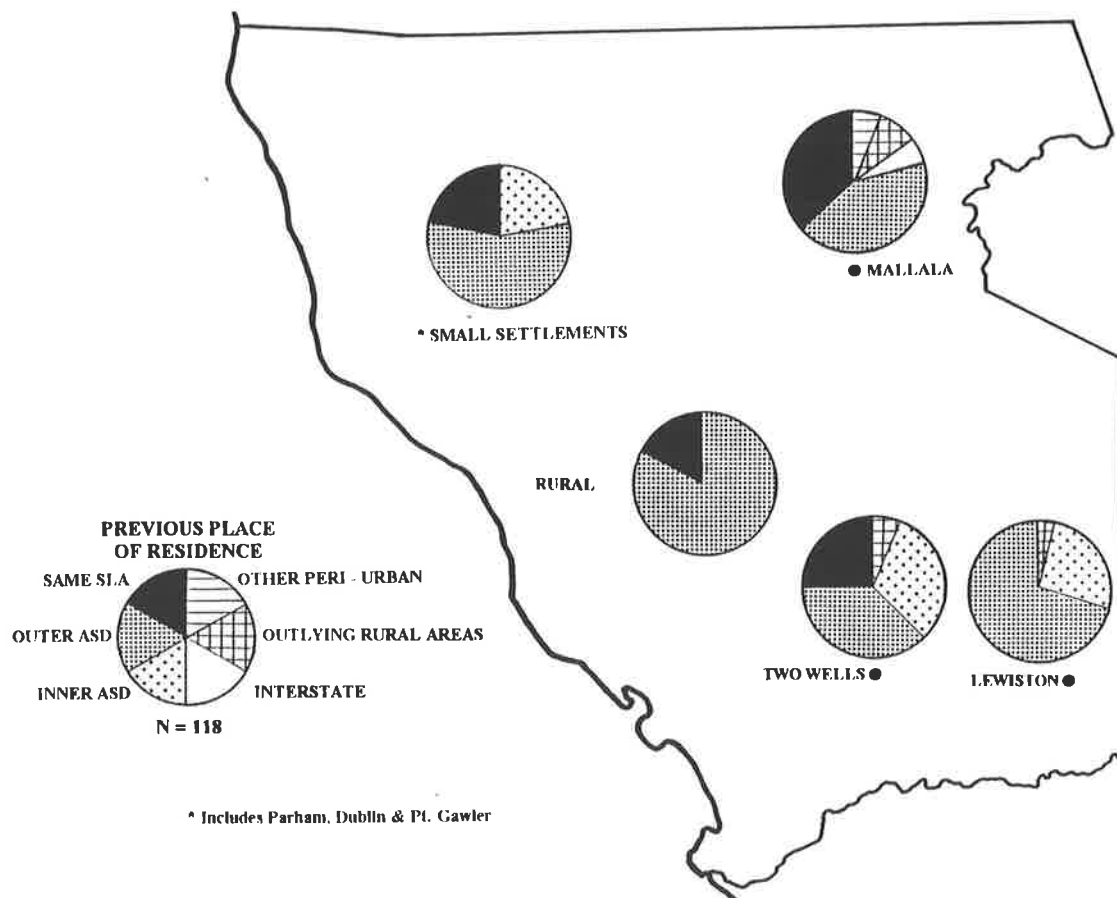 ● MALLALA
* SMALL SETTLEMENTS
RURAL
PREVIOUS PLACE
OF RESIDENCE
SAME SLA
OTHER PERI - URBAN
OUTER ASD
OUTLYING RURAL AREAS
INNER ASD
INTERSTATE
N = 118
TWO WELLS ●
LEWISTON ●
* Includes Parham, Dublin & Pt. Gawler